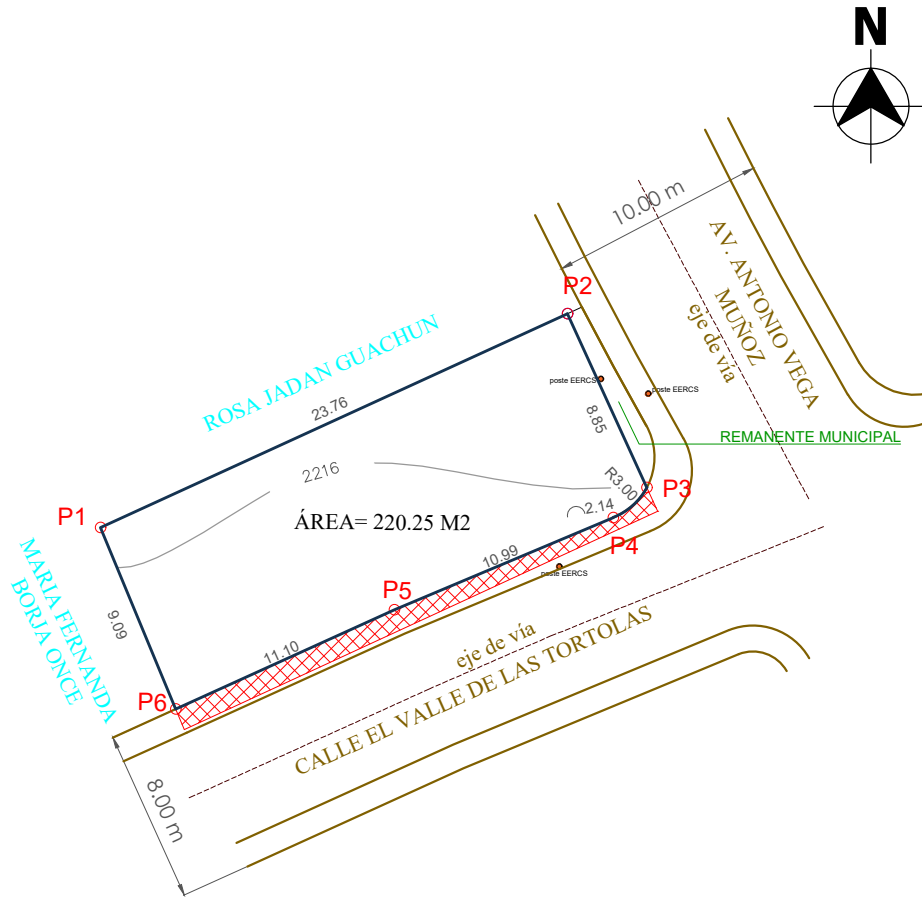 N
10.00 m
P2
AV. ANTONIO VEGA
MUÑOZ
eje de vía
ROSA JADAN GUACHUN
23.76
poste EERCS
poste EERCS
8.85
REMANENTE MUNICIPAL
2216
R3.00
P3
P1
ÁREA= 220.25 M2
2.14
P4
10.99
poste EERCS
MARIA FERNANDA
BORJA ONCE
9.09
P5
11.10
eje de vía
CALLE EL VALLE DE LAS TORTOLAS
P6
8.00 m